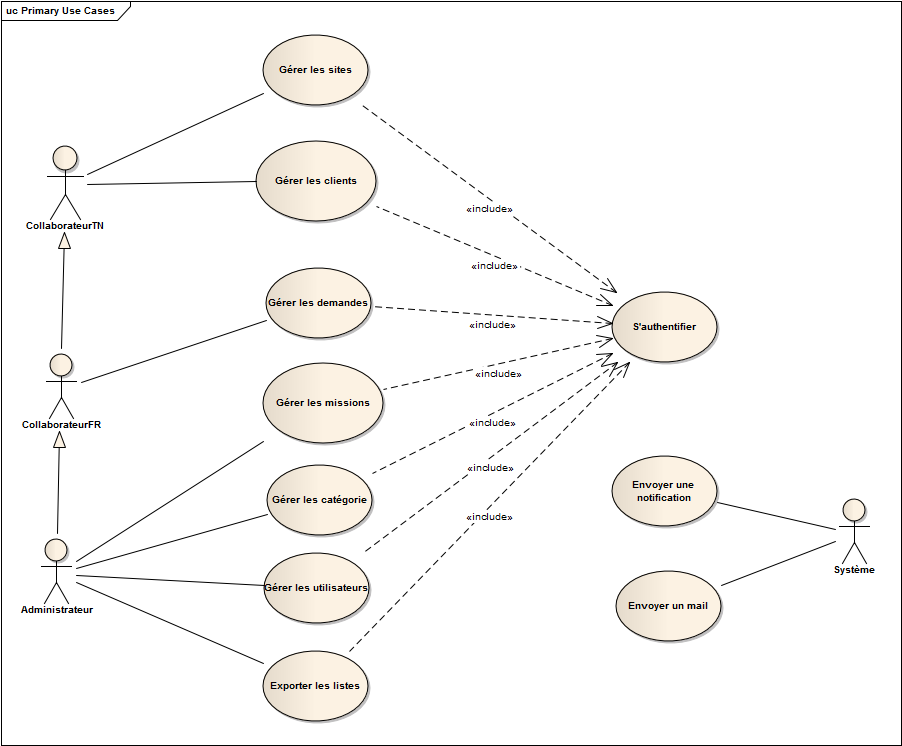 uc Primary Use Cases
Gérer les sites
Gérer les clients
CollaborateurTN
«include»
«include»
Gérer les demandes
«include»
S'authentifier
«include»
Gérer les missions
CollaborateurFR
«include»
«include»
Gérer les catégorie
Envoyer une
notification
«include»
Système
Gérer les utilisateurs
Envoyer un mail
Administrateur
Exporter les listes